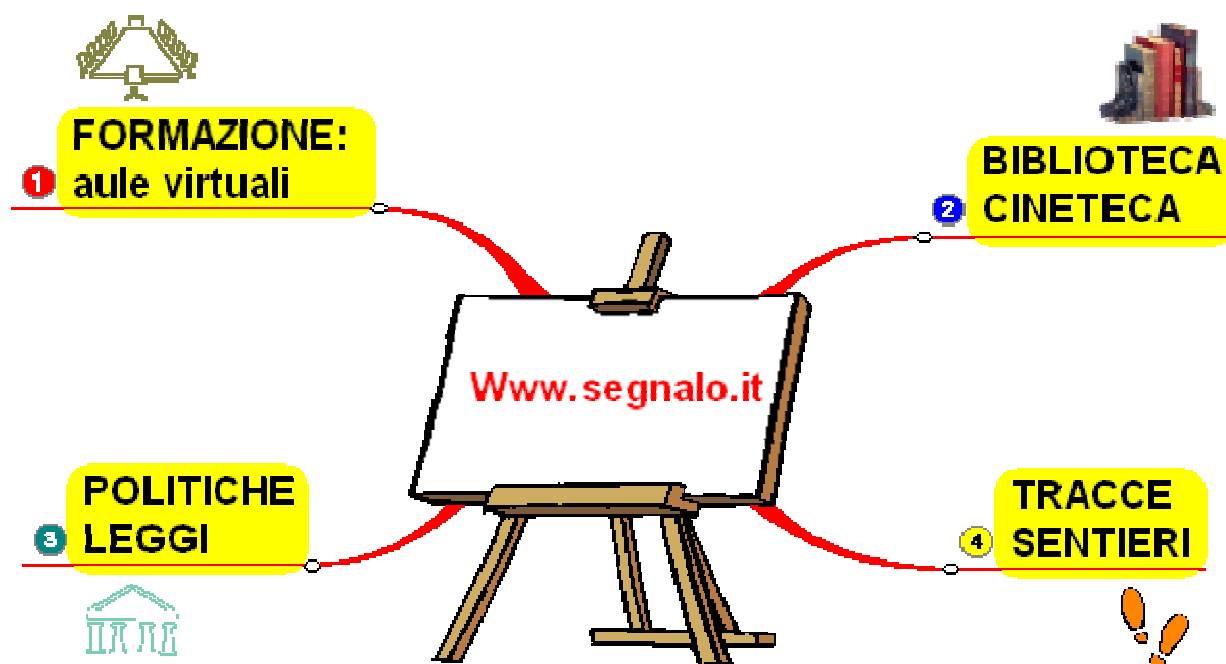 FORMAZIONE:
1 aule virtuali
BIBLIOTECA
2 CINETECA
Www.segnalo.it
POLITICHE
3 LEGGI
TRACCE
4 SENTIERI